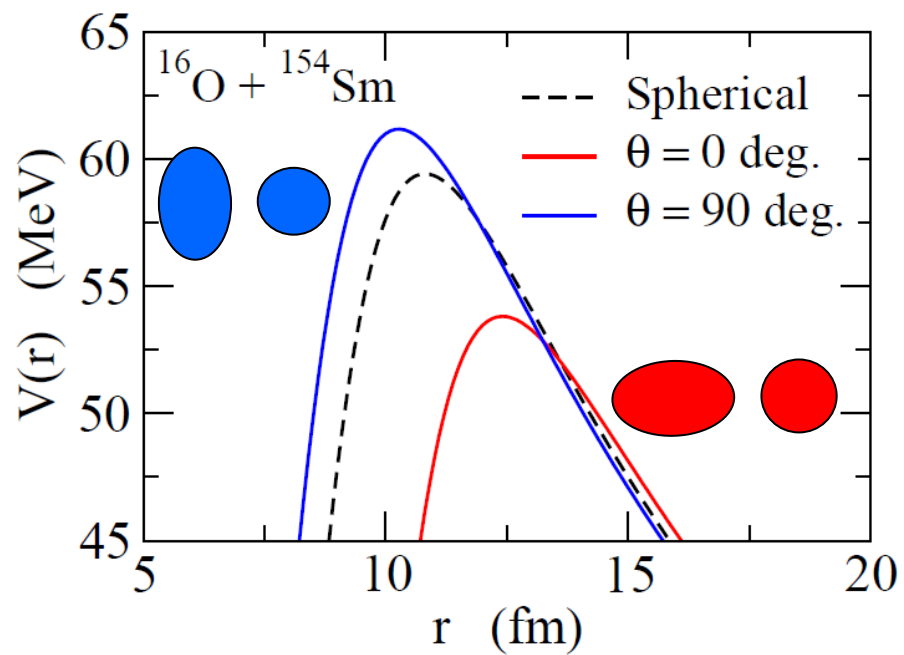 65
60
55
50
45
V(r) (MeV)
¹⁶O + ¹⁵⁴Sm
Spherical
θ = 0 deg.
θ = 90 deg.
5 10 15 20
r (fm)